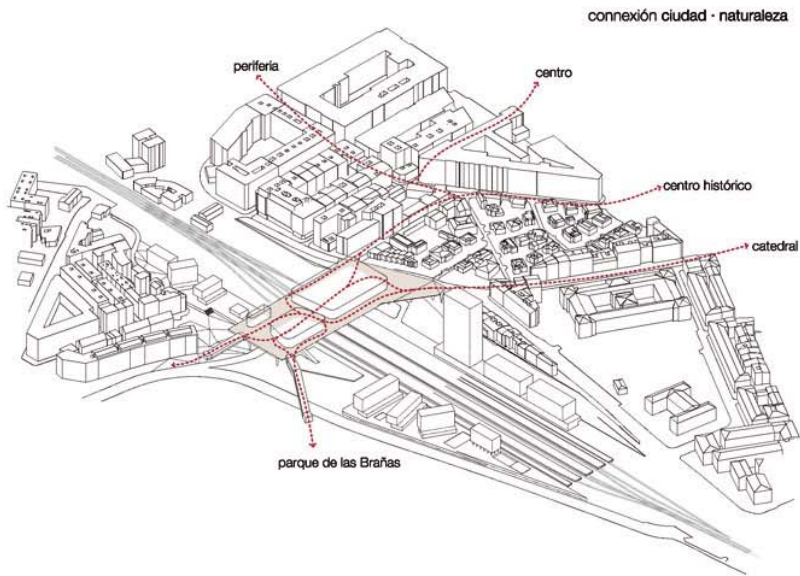 connexión ciudad · naturaleza
periferia
centro
centro histórico
catedral
parque de las Brañas